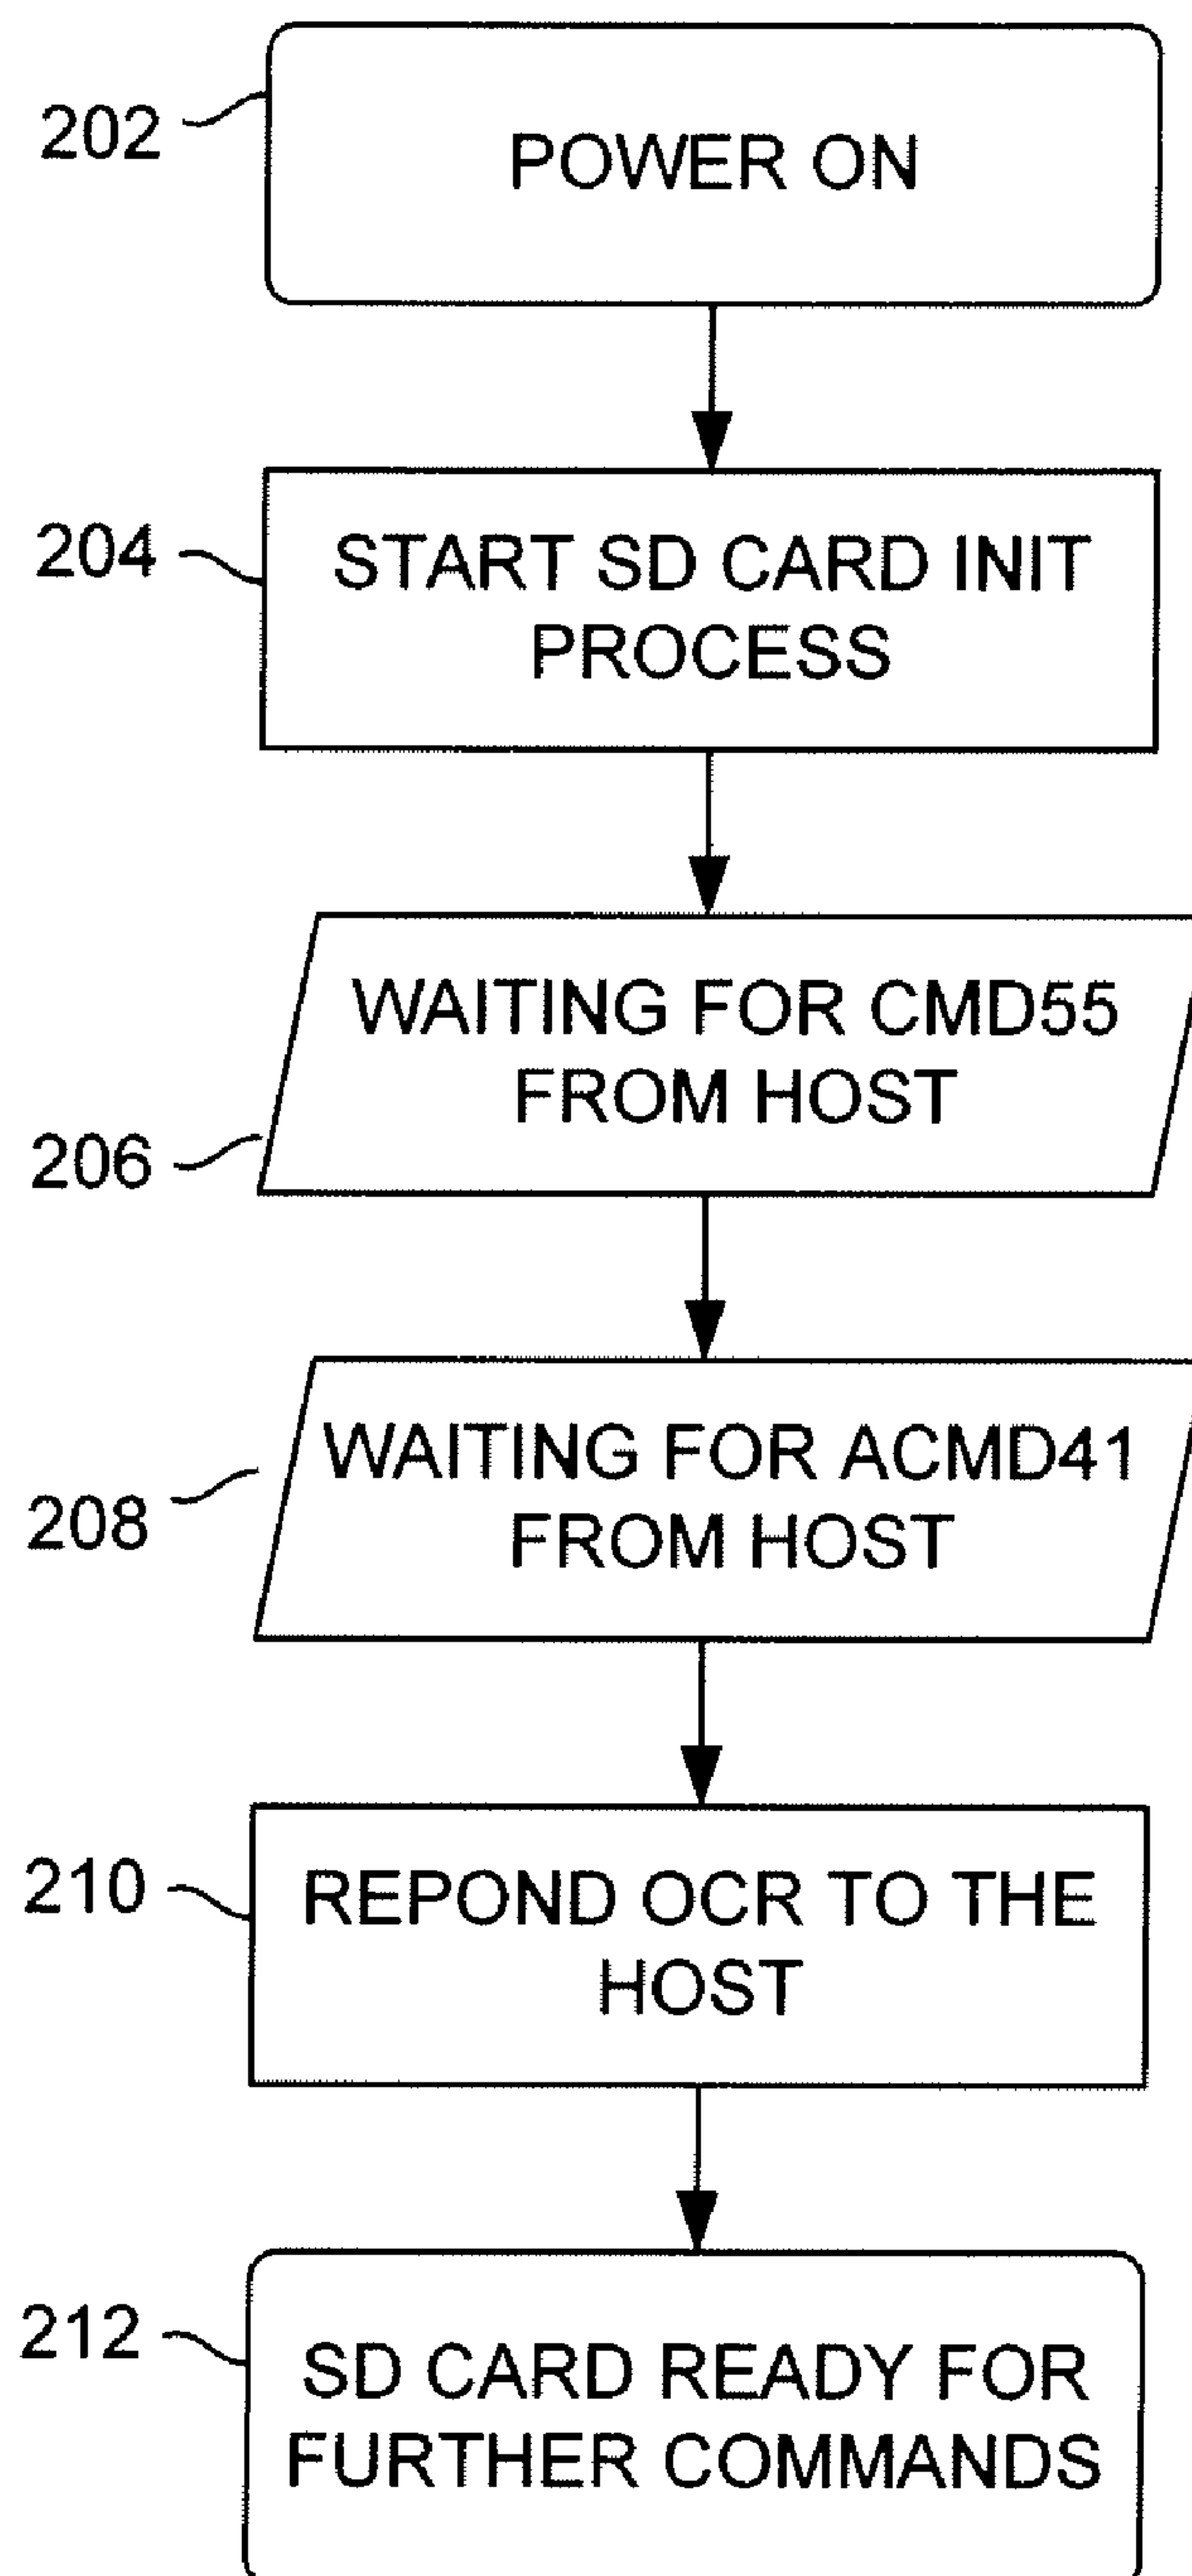 202
POWER ON
204
START SD CARD INIT
PROCESS
WAITING FOR CMD55
FROM HOST
206
WAITING FOR ACMD41
FROM HOST
208
210
REPOND OCR TO THE
HOST
212
SD CARD READY FOR
FURTHER COMMANDS